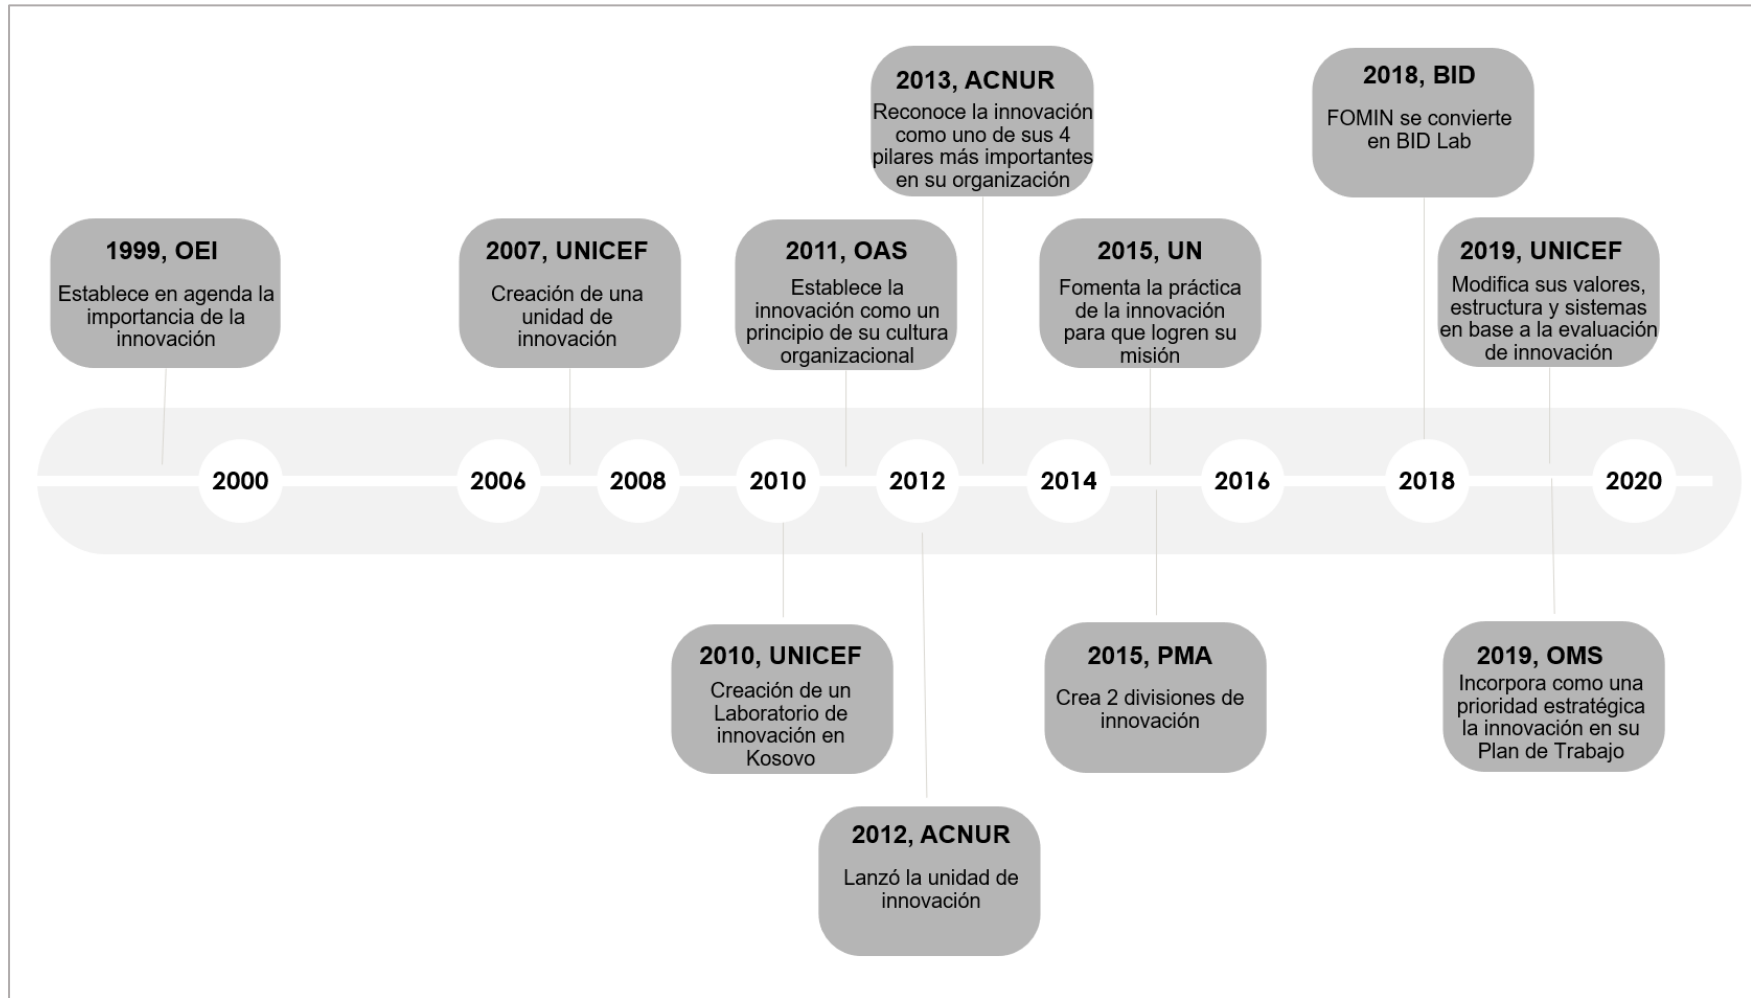 2013, ACNUR
Reconoce la innovación
como uno de sus 4
pilares más importantes
en su organización
2018, BID
FOMIN se convierte
en BID Lab
1999, OEI
Establece en agenda la
importancia de la
innovación
2007, UNICEF
Creación de una
unidad de
innovación
2011, OAS
Establece la
innovación como un
principio de su cultura
organizacional
2015, UN
Fomenta la práctica
de la innovación
para que logren su
misión
2019, UNICEF
Modifica sus valores,
estructura y sistemas
en base a la evaluación
de innovación
2000
2006
2008
2010
2012
2014
2016
2018
2020
2010, UNICEF
Creación de un
Laboratorio de
innovación en
Kosovo
2015, PMA
Crea 2 divisiones de
innovación
2019, OMS
Incorpora como una
prioridad estratégica
la innovación en su
Plan de Trabajo
2012, ACNUR
Lanzó la unidad de
innovación